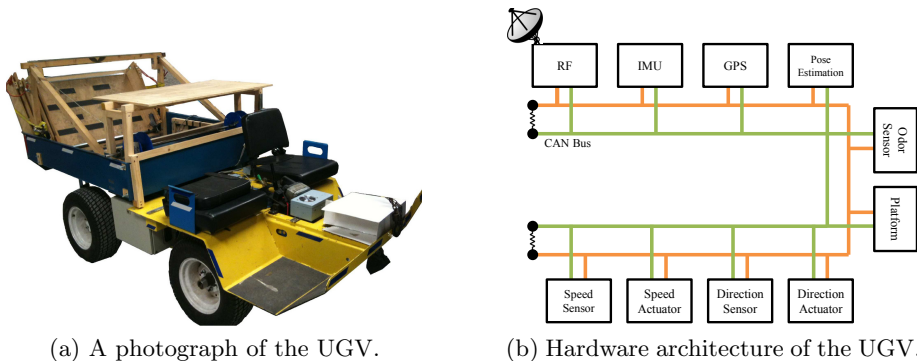 RF
IMU
GPS
Pose
Estimation
CAN Bus
Odor
Sensor
Platform
Speed
Sensor
Speed
Actuator
Direction
Sensor
Direction
Actuator
(a) A photograph of the UGV.
(b) Hardware architecture of the UGV.